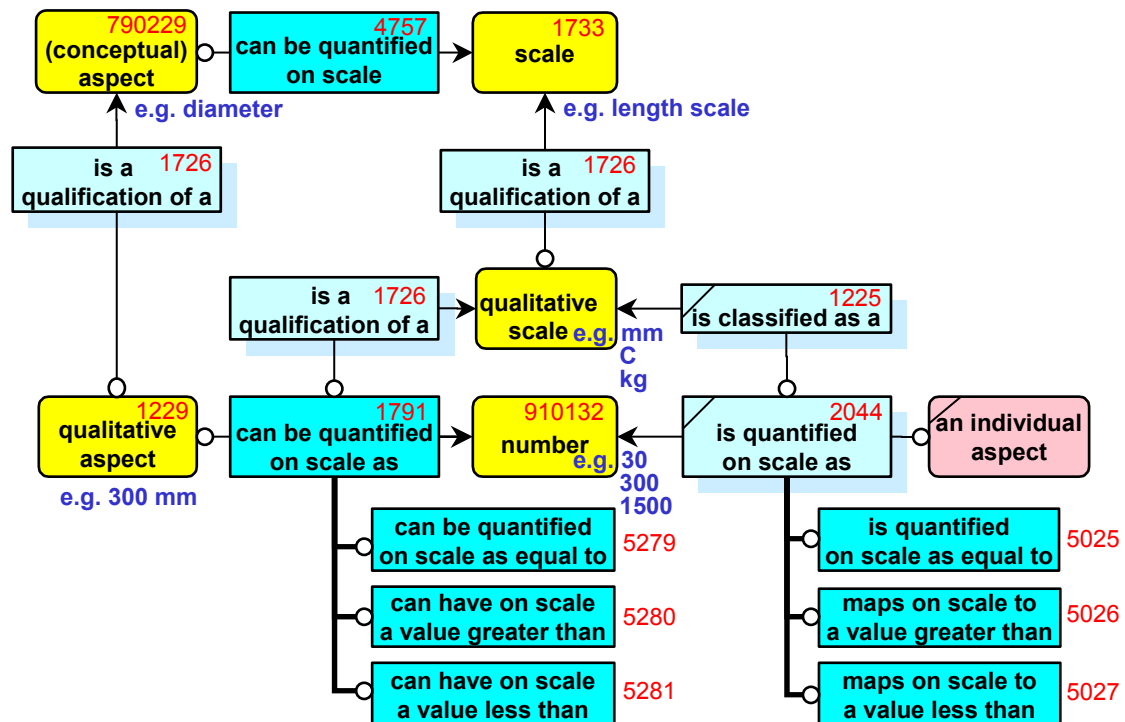 790229
(conceptual)
aspect
4757
can be quantified
on scale
1733
scale
e.g. diameter
e.g. length scale
1726
is a
qualification of a
1726
is a
qualification of a
1726
is a
qualification of a
qualitative
scale
e.g. mm
C
kg
1225
is classified as a
1229
qualitative
aspect
e.g. 300 mm
1791
can be quantified
on scale as
910132
number
e.g. 30
300
1500
2044
is quantified
on scale as
an individual
aspect
can be quantified
on scale as equal to
5279
is quantified
on scale as equal to
5025
can have on scale
a value greater than
5280
maps on scale to
a value greater than
5026
can have on scale
a value less than
5281
maps on scale to
a value less than
5027